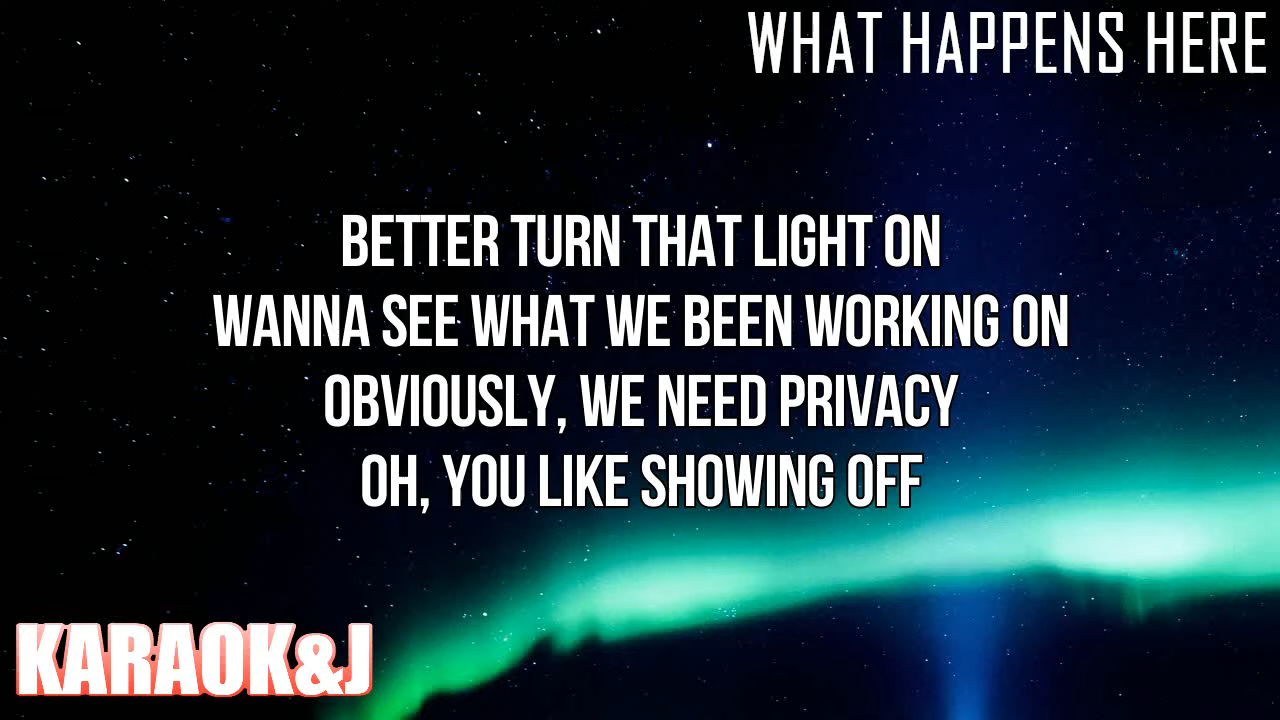 WHAT HAPPENS HERE
BETTER TURN THAT LIGHT ON
WANNA SEE WHAT WE BEEN WORKING ON
OBVIOUSLY, WE NEED PRIVACY
OH, YOU LIKE SHOWING OFF
KARAOK&J